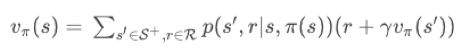 v_π(s) = ∑_{s'∈𝒮⁺,r∈ℛ} p(s', r|s, π(s))(r + γv_π(s'))